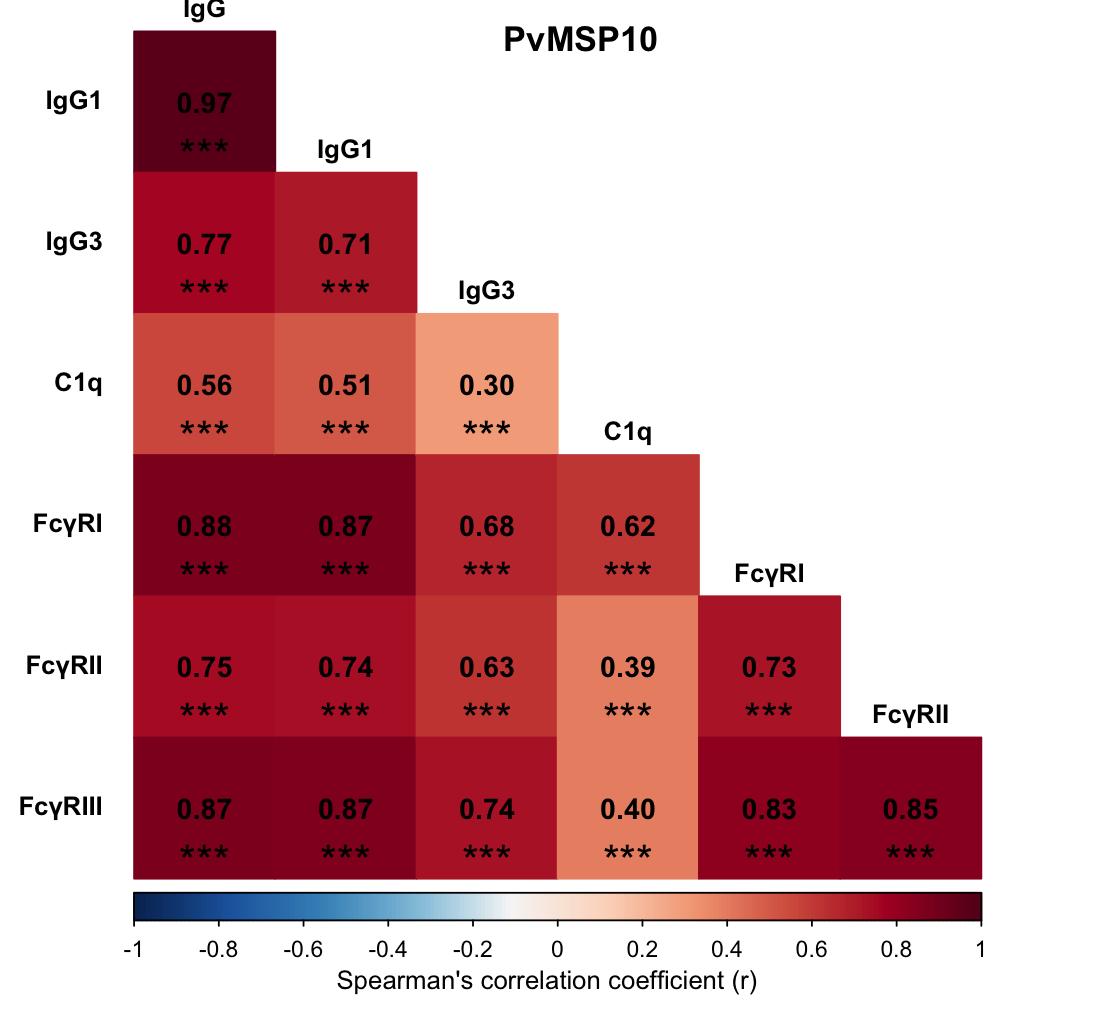 IgG
PvMSP10
IgG1 0.97
***
IgG1
IgG3 0.77 0.71
*** ***
IgG3
C1q 0.56 0.51 0.30
*** *** ***
C1q
FcγRI 0.88 0.87 0.68 0.62
*** *** *** ***
FcγRI
FcγRII 0.75 0.74 0.63 0.39 0.73
*** *** *** *** ***
FcγRII
FcγRIII 0.87 0.87 0.74 0.40 0.83 0.85
*** *** *** *** *** ***
-1 -0.8 -0.6 -0.4 -0.2 0 0.2 0.4 0.6 0.8 1
Spearman's correlation coefficient (r)